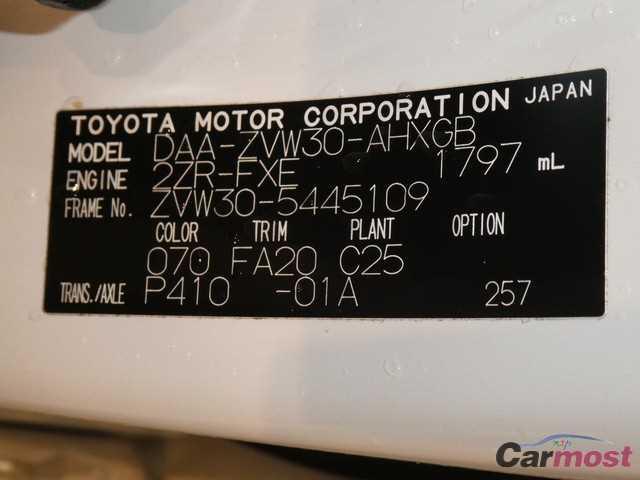 TOYOTA MOTOR CORPORATION JAPAN
MODEL DAA-ZVW30-AHXGB
ENGINE 2ZR-FXE 1797 mL
FRAME No. ZVW30-5445109
COLOR TRIM PLANT OPTION
070 FA20 C25
TRANS./AXLE P410 -01A 257
Carmost